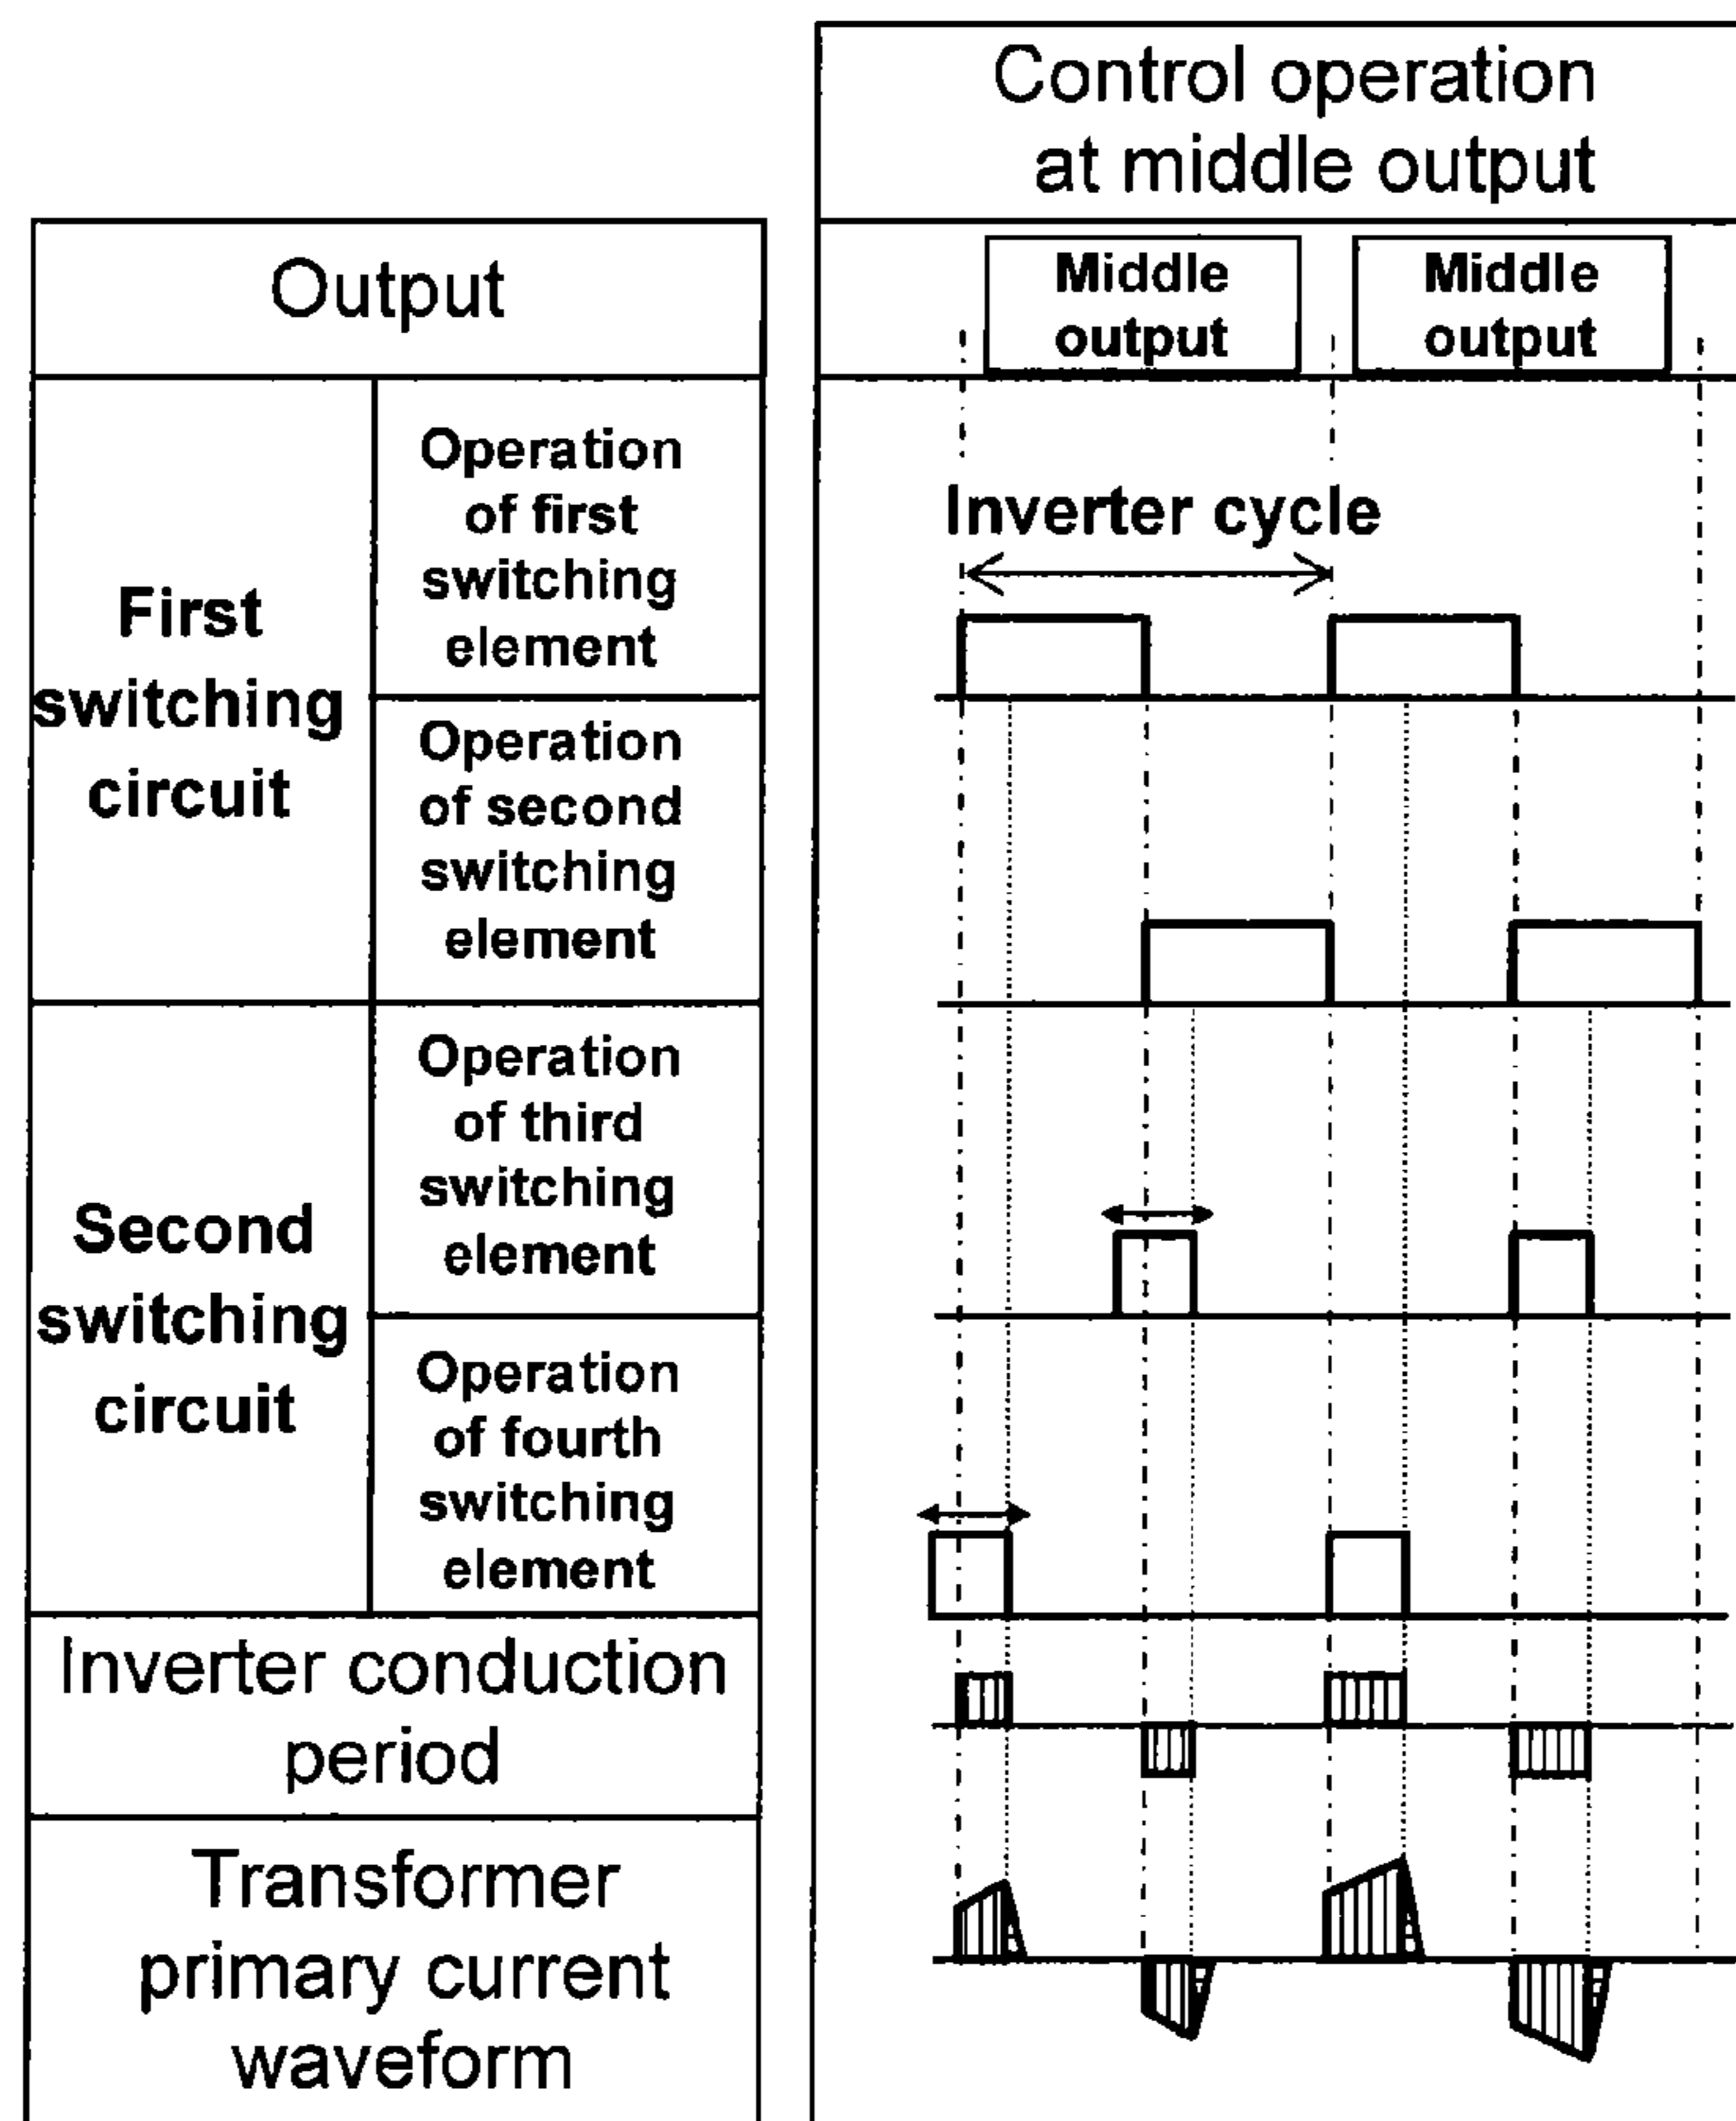 Control operation
at middle output
Output
Middle
output
Middle
output
First
switching
circuit
Operation
of first
switching
element
Inverter cycle
Operation
of second
switching
element
Second
switching
circuit
Operation
of third
switching
element
Operation
of fourth
switching
element
Inverter conduction
period
Transformer
primary current
waveform